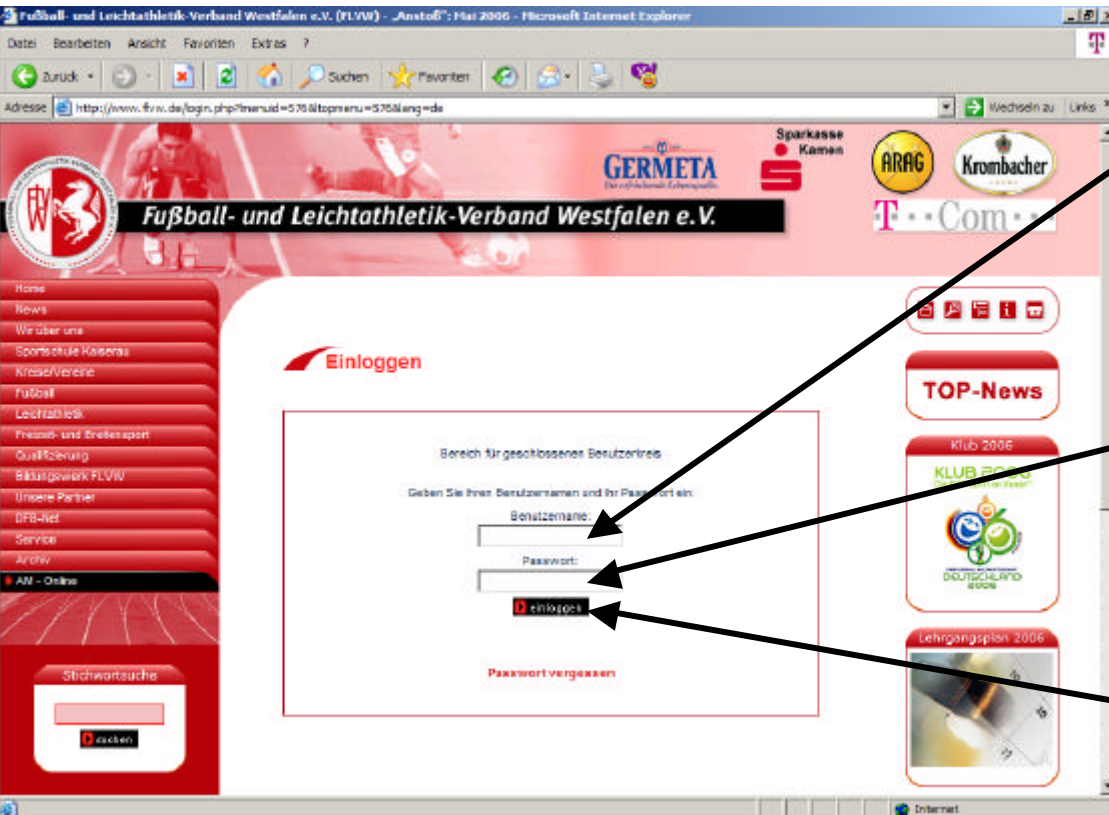 Fußball- und Leichtathletik-Verband Westfalen e.V. (FLVW) - „Anstoß": Mai 2006 - Microsoft Internet Explorer
Datei Bearbeiten Ansicht Favoriten Extras ?
Zurück Suchen Favoriten
Adresse http://www.flvw.de/login.php?menuid=576&topmenu=576&lang=de Wechseln zu Links
FLVW
GERMETA
Sparkasse
Kamen
ARAG
Krombacher
Fußball- und Leichtathletik-Verband Westfalen e.V.
T Com
Home
News
Wir über uns
Sportschule Kaiserau
Kreise/Vereine
Fußball
Leichtathletik
Freizeit- und Breitensport
Qualifizierung
Bildungswerk FLVW
Unsere Partner
DFB-Net
Service
Archiv
AM - Online
Stichwortsuche
suchen
Einloggen
Bereich für geschlossenen Benutzerkreis
Geben Sie Ihren Benutzernamen und Ihr Passwort ein:
Benutzername:
Passwort:
einloggen
Passwort vergessen
TOP-News
Klub 2006
KLUB 2006
DEUTSCHLAND
2006
Lehrgangsplan 2006
Internet